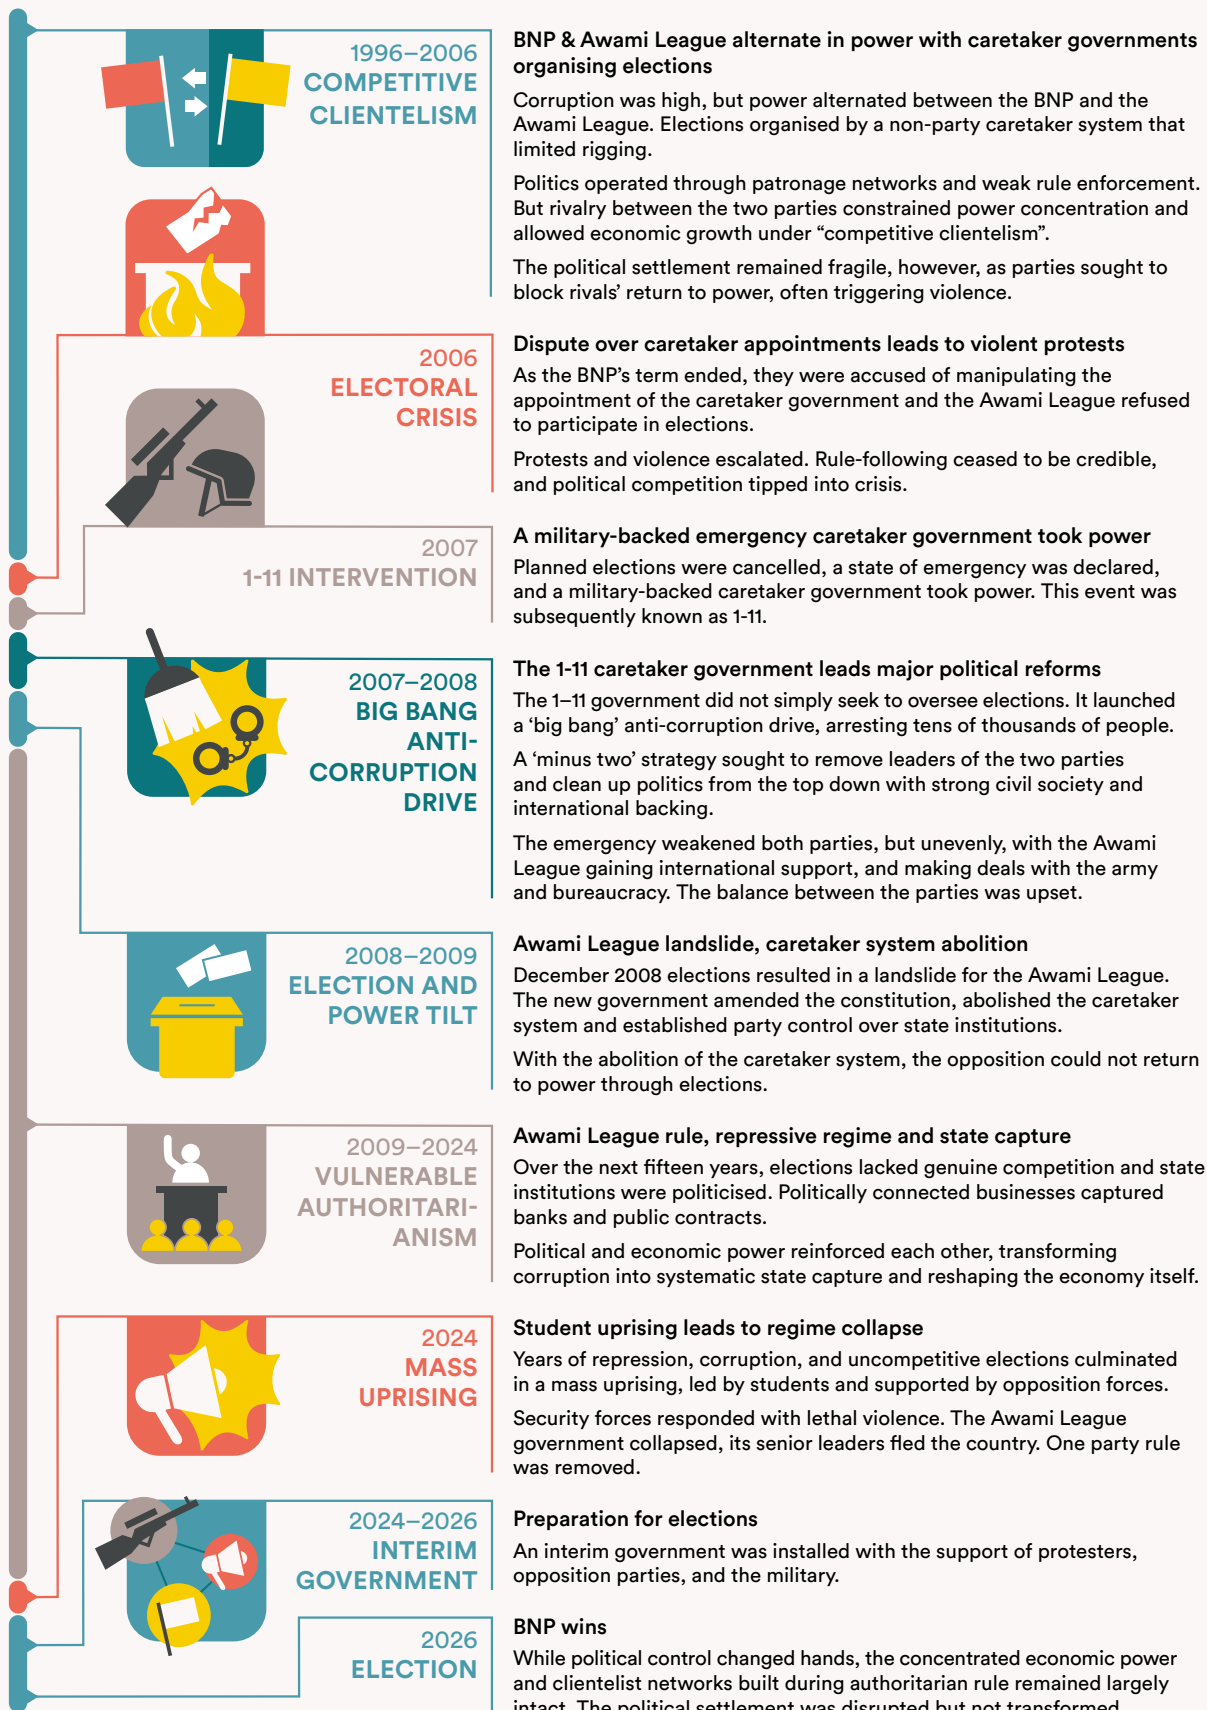 1996–2006
COMPETITIVE
CLIENTELISM
BNP & Awami League alternate in power with caretaker governments
organising elections
Corruption was high, but power alternated between the BNP and the
Awami League. Elections organised by a non-party caretaker system that
limited rigging.
Politics operated through patronage networks and weak rule enforcement.
But rivalry between the two parties constrained power concentration and
allowed economic growth under “competitive clientelism”.
The political settlement remained fragile, however, as parties sought to
block rivals’ return to power, often triggering violence.
2006
ELECTORAL
CRISIS
Dispute over caretaker appointments leads to violent protests
As the BNP’s term ended, they were accused of manipulating the
appointment of the caretaker government and the Awami League refused
to participate in elections.
Protests and violence escalated. Rule-following ceased to be credible,
and political competition tipped into crisis.
2007
1-11 INTERVENTION
A military-backed emergency caretaker government took power
Planned elections were cancelled, a state of emergency was declared,
and a military-backed caretaker government took power. This event was
subsequently known as 1-11.
2007–2008
BIG BANG
ANTI-
CORRUPTION
DRIVE
The 1-11 caretaker government leads major political reforms
The 1–11 government did not simply seek to oversee elections. It launched
a ‘big bang’ anti-corruption drive, arresting tens of thousands of people.
A ‘minus two’ strategy sought to remove leaders of the two parties
and clean up politics from the top down with strong civil society and
international backing.
The emergency weakened both parties, but unevenly, with the Awami
League gaining international support, and making deals with the army
and bureaucracy. The balance between the parties was upset.
2008–2009
ELECTION AND
POWER TILT
Awami League landslide, caretaker system abolition
December 2008 elections resulted in a landslide for the Awami League.
The new government amended the constitution, abolished the caretaker
system and established party control over state institutions.
With the abolition of the caretaker system, the opposition could not return
to power through elections.
2009–2024
VULNERABLE
AUTHORITARI-
ANISM
Awami League rule, repressive regime and state capture
Over the next fifteen years, elections lacked genuine competition and state
institutions were politicised. Politically connected businesses captured
banks and public contracts.
Political and economic power reinforced each other, transforming
corruption into systematic state capture and reshaping the economy itself.
2024
MASS
UPRISING
Student uprising leads to regime collapse
Years of repression, corruption, and uncompetitive elections culminated
in a mass uprising, led by students and supported by opposition forces.
Security forces responded with lethal violence. The Awami League
government collapsed, its senior leaders fled the country. One party rule
was removed.
2024–2026
INTERIM
GOVERNMENT
Preparation for elections
An interim government was installed with the support of protesters,
opposition parties, and the military.
2026
ELECTION
BNP wins
While political control changed hands, the concentrated economic power
and clientelist networks built during authoritarian rule remained largely
intact. The political settlement was disrupted but not transformed.